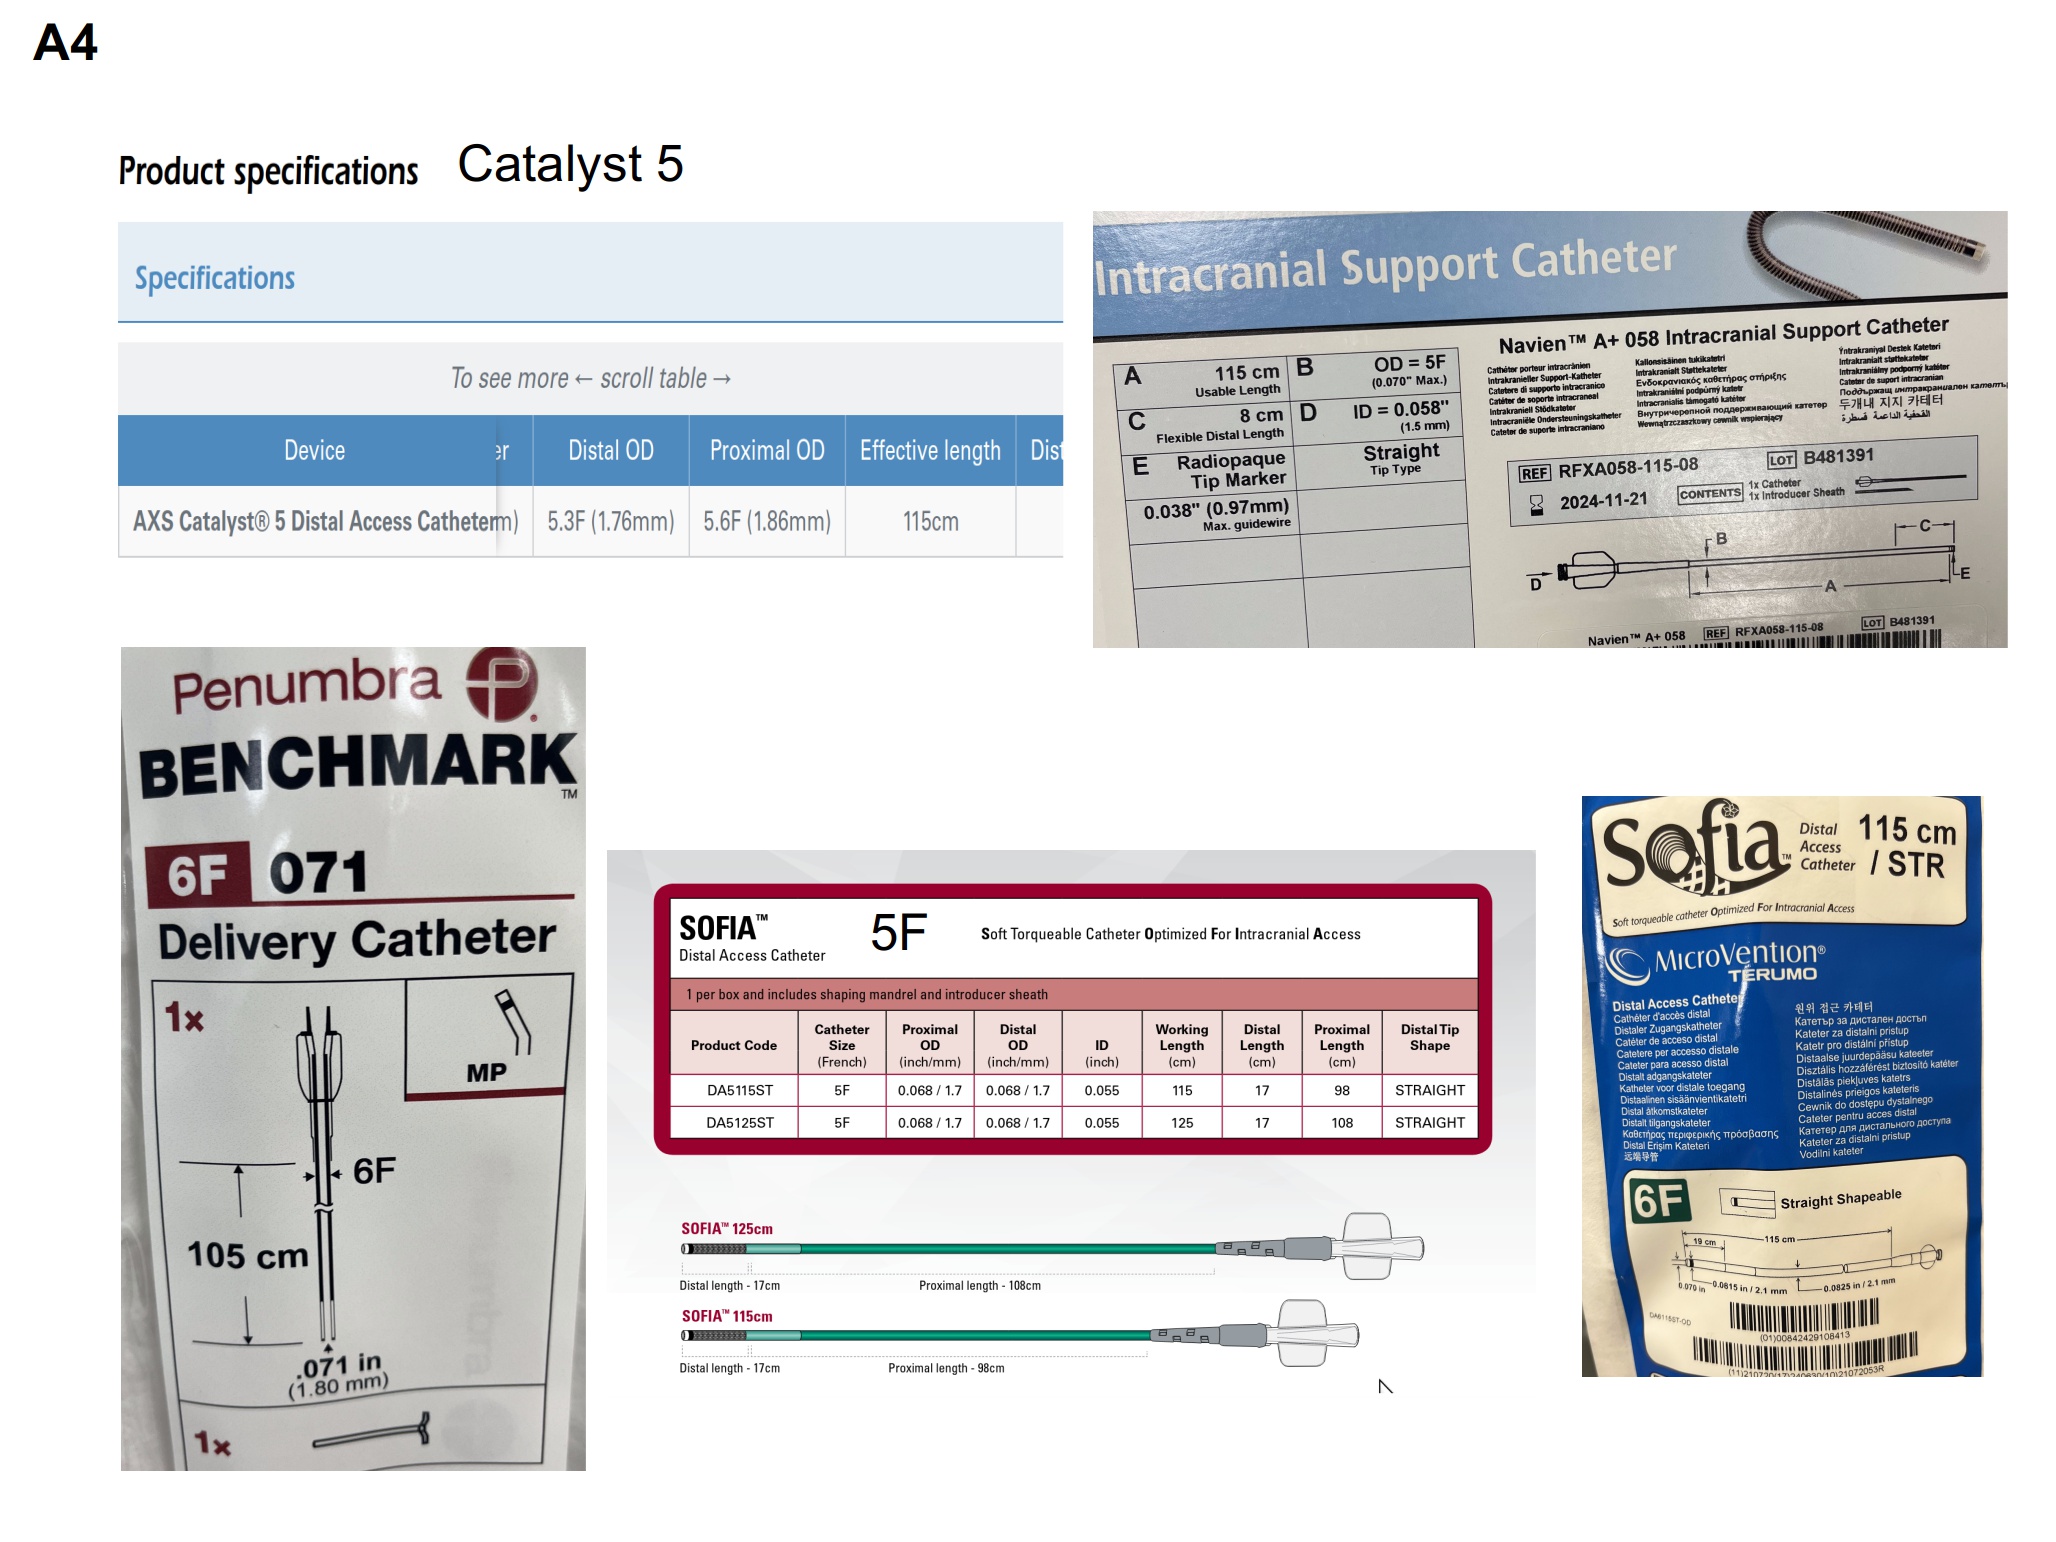 A4
Product specifications Catalyst 5
Specifications
To see more ← scroll table →
Device er Distal OD Proximal OD Effective length Dist
AXS Catalyst® 5 Distal Access Catheter m) 5.3F (1.76mm) 5.6F (1.86mm) 115cm
Intracranial Support Catheter
A 115 cm Usable Length B OD = 5F (0.070" Max.)
C 8 cm Flexible Distal Length D ID = 0.058" (1.5 mm)
E Radiopaque Tip Marker Straight Tip Type
0.038" (0.97mm) Max. guidewire
Navien™ A+ 058 Intracranial Support Catheter
Cathéter porteur intracrânien
Intrakranieller Support-Katheter
Catetere di supporto intracranico
Catéter de soporte intracraneal
Intrakraniell Stödkateter
Intracraniële Ondersteuningskatheter
Cateter de suporte intracraniano
Kallonsisäinen tukikatetri
Intrakranialt Støttekateter
Ενδοκρανιακός καθετήρας στήριξης
Intrakraniální podpůrný katetr
Intracranialis támogató katéter
Внутричерепной поддерживающий катетер
Wewnątrzczaszkowy cewnik wspierający
İntrakraniyal Destek Kateteri
Intrakranialt støttekateter
Intrakraniálny podporný katéter
Cateter de suport intracranian
두개내 지지 카테터
القحفية الداعمة قسطرة
REF RFXA058-115-08 LOT B481391
2024-11-21 CONTENTS 1x Catheter
1x Introducer Sheath
B
C
D
A
E
Navien™ A+ 058 REF RFXA058-115-08 LOT B481391
Penumbra P
BENCHMARK™
6F 071
Delivery Catheter
1x
MP
6F
105 cm
.071 in
(1.80 mm)
1x
SOFIA™ 5F Soft Torqueable Catheter Optimized For Intracranial Access
Distal Access Catheter
1 per box and includes shaping mandrel and introducer sheath
Product Code Catheter Size (French) Proximal OD (inch/mm) Distal OD (inch/mm) ID (inch) Working Length (cm) Distal Length (cm) Proximal Length (cm) Distal Tip Shape
DA5115ST 5F 0.068 / 1.7 0.068 / 1.7 0.055 115 17 98 STRAIGHT
DA5125ST 5F 0.068 / 1.7 0.068 / 1.7 0.055 125 17 108 STRAIGHT
SOFIA™ 125cm
Distal length - 17cm Proximal length - 108cm
SOFIA™ 115cm
Distal length - 17cm Proximal length - 98cm
Sofia™ Distal Access Catheter 115 cm / STR
Soft torqueable catheter Optimized For Intracranial Access
MicroVention®
TERUMO
Distal Access Catheter
Cathéter d'accès distal
Distaler Zugangskatheter
Catéter de acceso distal
Catetere per accesso distale
Cateter para acesso distal
Distalt adgangskateter
Katheter voor distale toegang
Distaalinen sisäänvientikatetri
Distal åtkomstkateter
Distalt tilgangskateter
Καθετήρας περιφερικής πρόσβασης
Distal Erişim Kateteri
远端导管
원위 접근 카테터
Катетър за дистален достъп
Kateter za distalni pristup
Katetr pro distální přístup
Distaalse juurdepääsu kateeter
Disztális hozzáférést biztosító katéter
Distālās piekļuves katetrs
Distalinės prieigos kateteris
Cewnik do dostępu dystalnego
Cateter pentru acces distal
Катетер для дистального доступа
Kateter za distalni pristup
Vodilni kateter
6F Straight Shapeable
115 cm
19 cm
0.070 in 0.0815 in / 2.1 mm 0.0825 in / 2.1 mm
DA6115ST-OD
(01)00842429108413
(11)210720(17)240630(10)21072053R